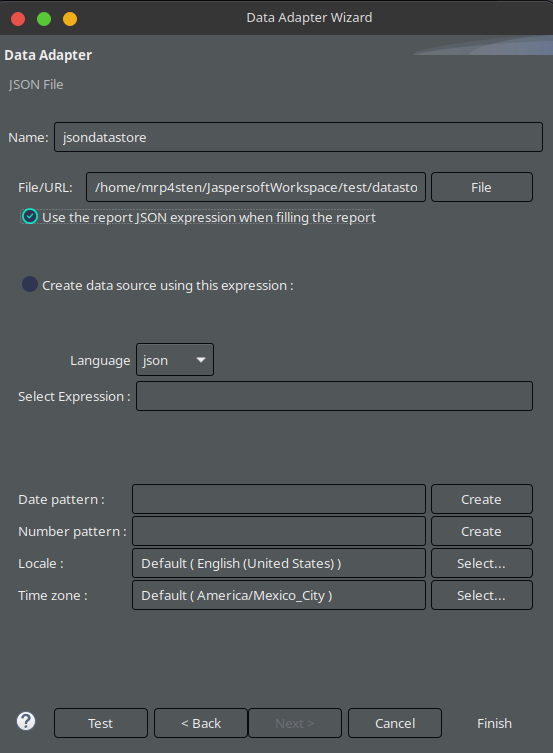 Data Adapter Wizard
Data Adapter
JSON File
Name: jsondatastore
File/URL: /home/mrp4sten/JaspersoftWorkspace/test/datasto File
Use the report JSON expression when filling the report
Create data source using this expression :
Language json
Select Expression :
Date pattern : Create
Number pattern : Create
Locale : Default ( English (United States) ) Select...
Time zone : Default ( America/Mexico_City ) Select...
? Test < Back Next > Cancel Finish